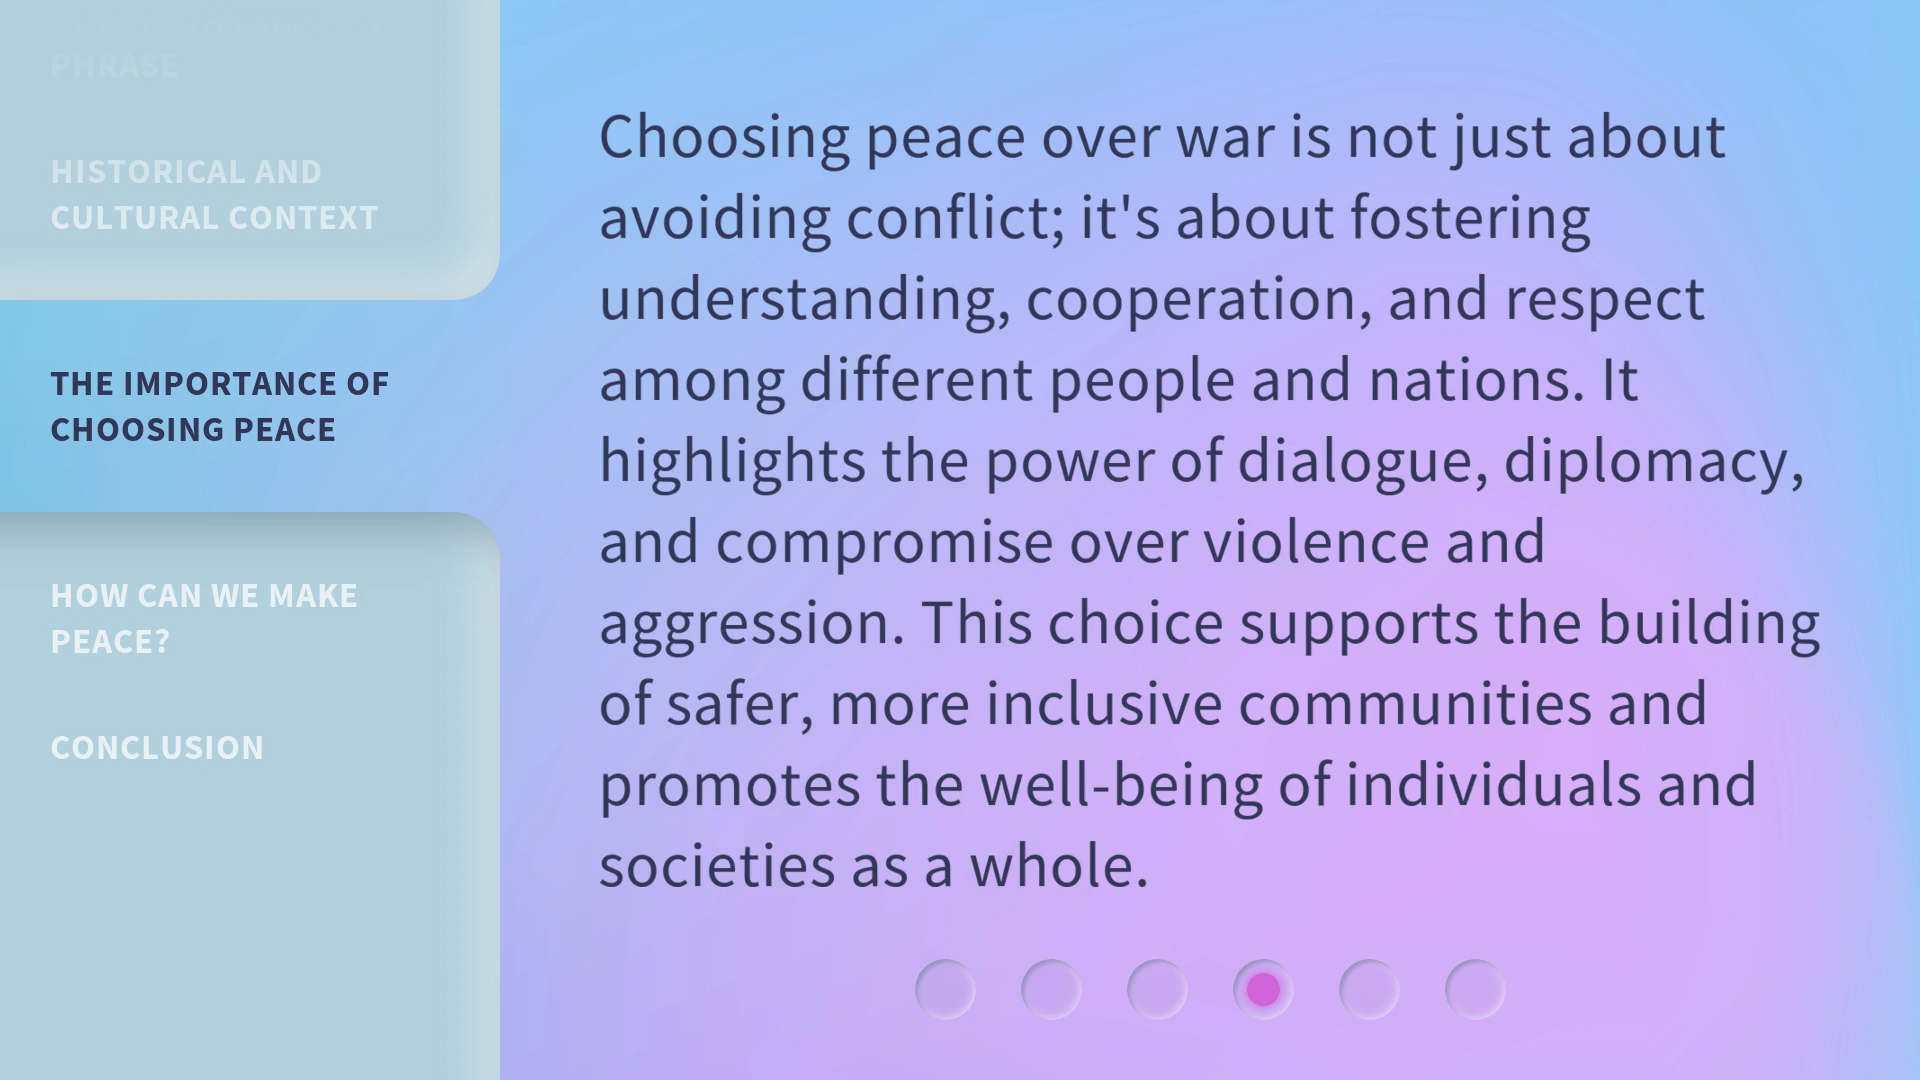 PHRASE
HISTORICAL AND
CULTURAL CONTEXT
THE IMPORTANCE OF
CHOOSING PEACE
HOW CAN WE MAKE
PEACE?
CONCLUSION
Choosing peace over war is not just about
avoiding conflict; it's about fostering
understanding, cooperation, and respect
among different people and nations. It
highlights the power of dialogue, diplomacy,
and compromise over violence and
aggression. This choice supports the building
of safer, more inclusive communities and
promotes the well-being of individuals and
societies as a whole.